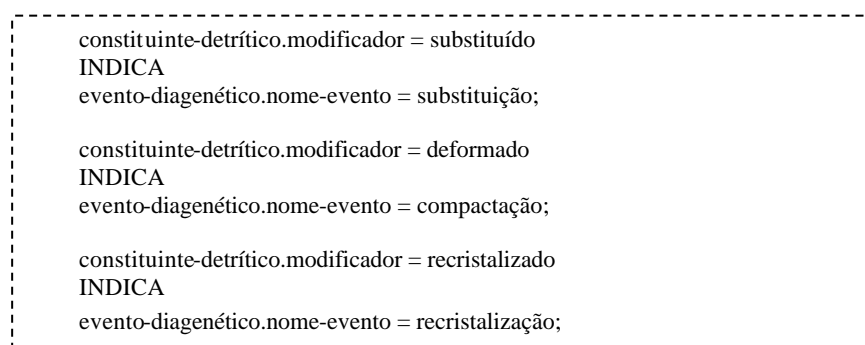 constituinte-detrítico.modificador = substituído
INDICA
evento-diagenético.nome-evento = substituição;
constituinte-detrítico.modificador = deformado
INDICA
evento-diagenético.nome-evento = compactação;
constituinte-detrítico.modificador = recristalizado
INDICA
evento-diagenético.nome-evento = recristalização;